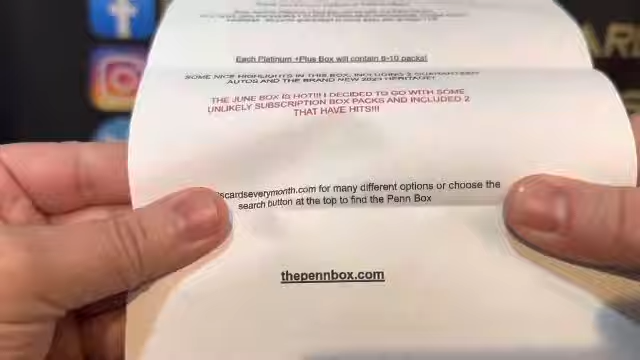 Each Platinum +Plus Box will contain 8-10 packs!
SOME NICE HIGHLIGHTS IN THIS BOX, INCLUDING 2 GUARANTEED
AUTOS AND THE BRAND NEW 2021 HERITAGE!
THE JUNE BOX IS HOT!!! I DECIDED TO GO WITH SOME
UNLIKELY SUBSCRIPTION BOX PACKS AND INCLUDED 2
THAT HAVE HITS!!!
scardseverymonth.com for many different options or choose the
search button at the top to find the Penn Box
thepennbox.com